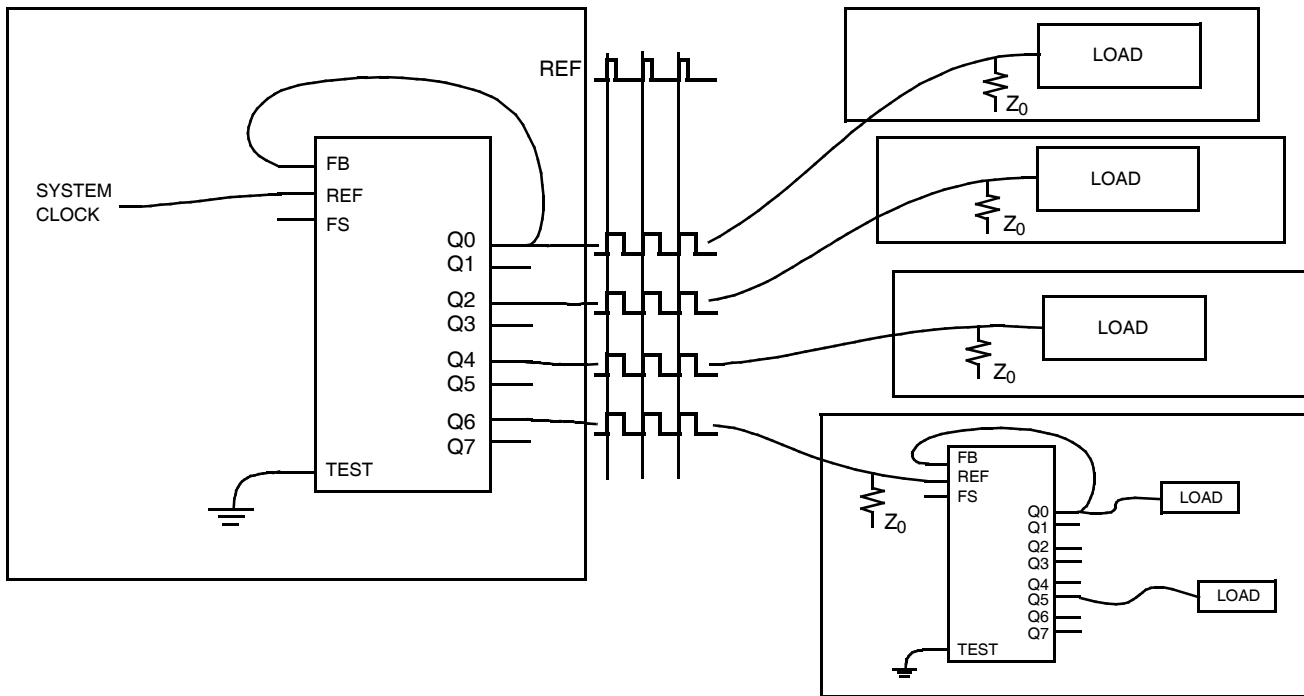 REF
SYSTEM
CLOCK
FB
REF
FS
Q0
Q1
Q2
Q3
Q4
Q5
Q6
Q7
TEST
LOAD
Z0
LOAD
Z0
LOAD
Z0
Z0
FB
REF
FS
Q0
Q1
Q2
Q3
Q4
Q5
Q6
Q7
TEST
LOAD
LOAD